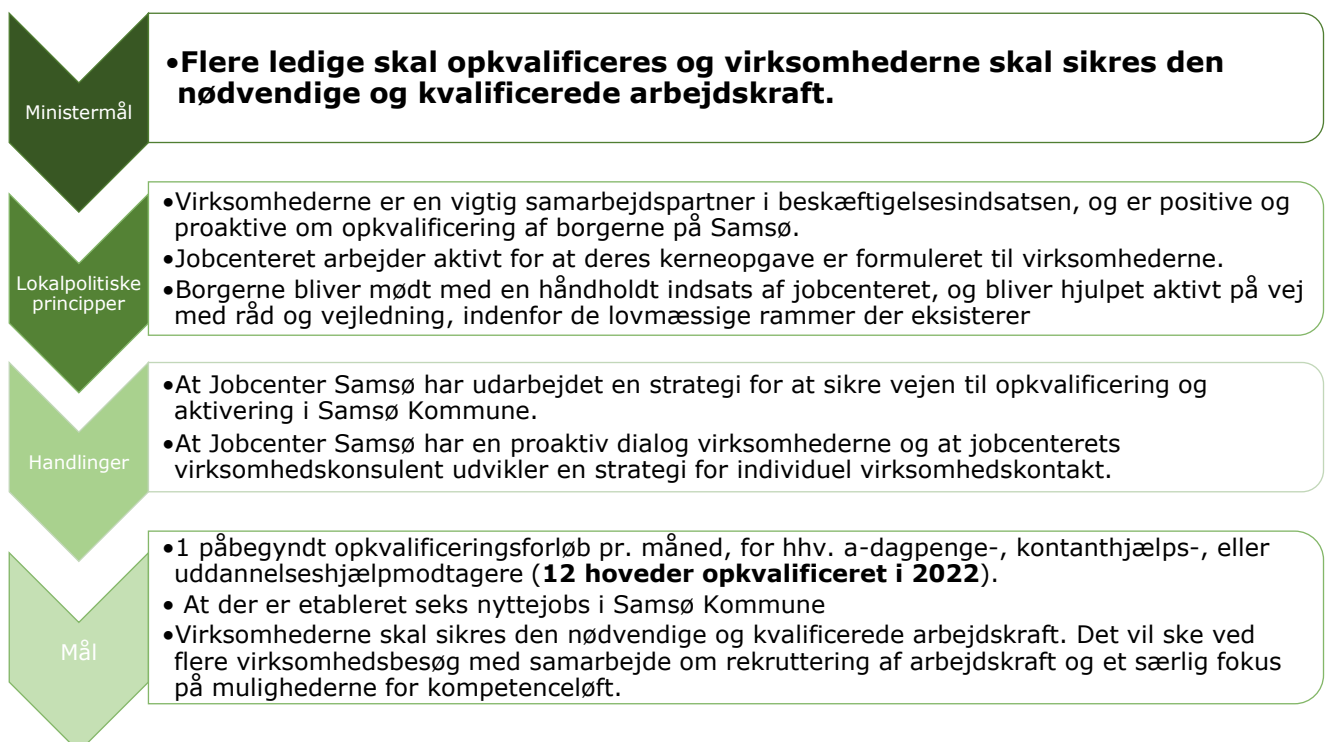 Ministermål
•Flere ledige skal opkvalificeres og virksomhederne skal sikres den
nødvendige og kvalificerede arbejdskraft.
Lokalpolitiske
principper
•Virksomhederne er en vigtig samarbejdspartner i beskæftigelsesindsatsen, og er positive og
proaktive om opkvalificering af borgerne på Samsø.
•Jobcenteret arbejder aktivt for at deres kerneopgave er formuleret til virksomhederne.
•Borgerne bliver mødt med en håndholdt indsats af jobcenteret, og bliver hjulpet aktivt på vej
med råd og vejledning, indenfor de lovmæssige rammer der eksisterer
Handlinger
•At Jobcenter Samsø har udarbejdet en strategi for at sikre vejen til opkvalificering og
aktivering i Samsø Kommune.
•At Jobcenter Samsø har en proaktiv dialog virksomhederne og at jobcenterets
virksomhedskonsulent udvikler en strategi for individuel virksomhedskontakt.
Mål
•1 påbegyndt opkvalificeringsforløb pr. måned, for hhv. a-dagpenge-, kontanthjælps-, eller
uddannelseshjælpmodtagere (12 hoveder opkvalificeret i 2022).
• At der er etableret seks nyttejobs i Samsø Kommune
•Virksomhederne skal sikres den nødvendige og kvalificerede arbejdskraft. Det vil ske ved
flere virksomhedsbesøg med samarbejde om rekruttering af arbejdskraft og et særlig fokus
på mulighederne for kompetenceløft.